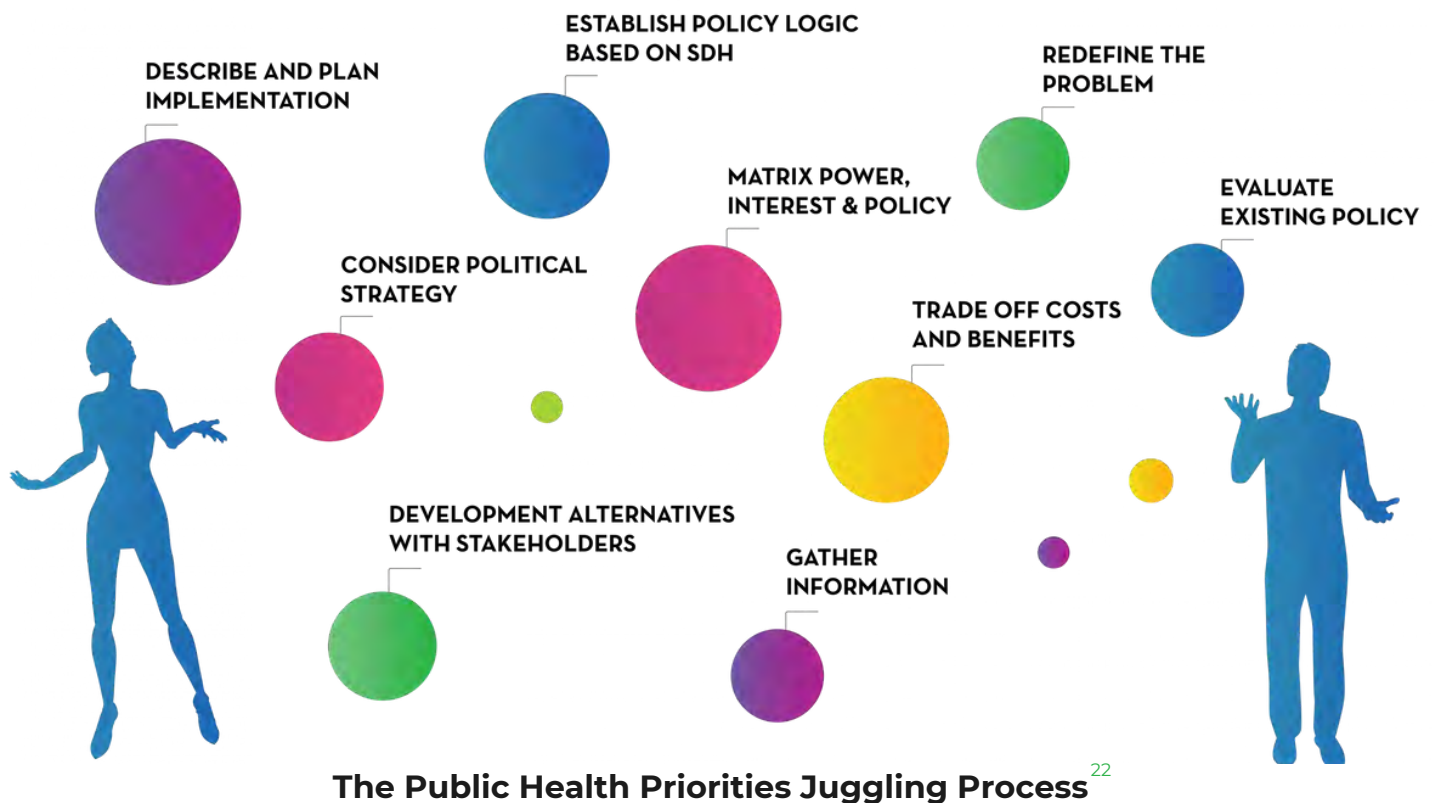 ESTABLISH POLICY LOGIC
BASED ON SDH
REDEFINE THE
PROBLEM
DESCRIBE AND PLAN
IMPLEMENTATION
MATRIX POWER,
INTEREST & POLICY
EVALUATE
EXISTING POLICY
CONSIDER POLITICAL
STRATEGY
TRADE OFF COSTS
AND BENEFITS
DEVELOPMENT ALTERNATIVES
WITH STAKEHOLDERS
GATHER
INFORMATION
The Public Health Priorities Juggling Process 22